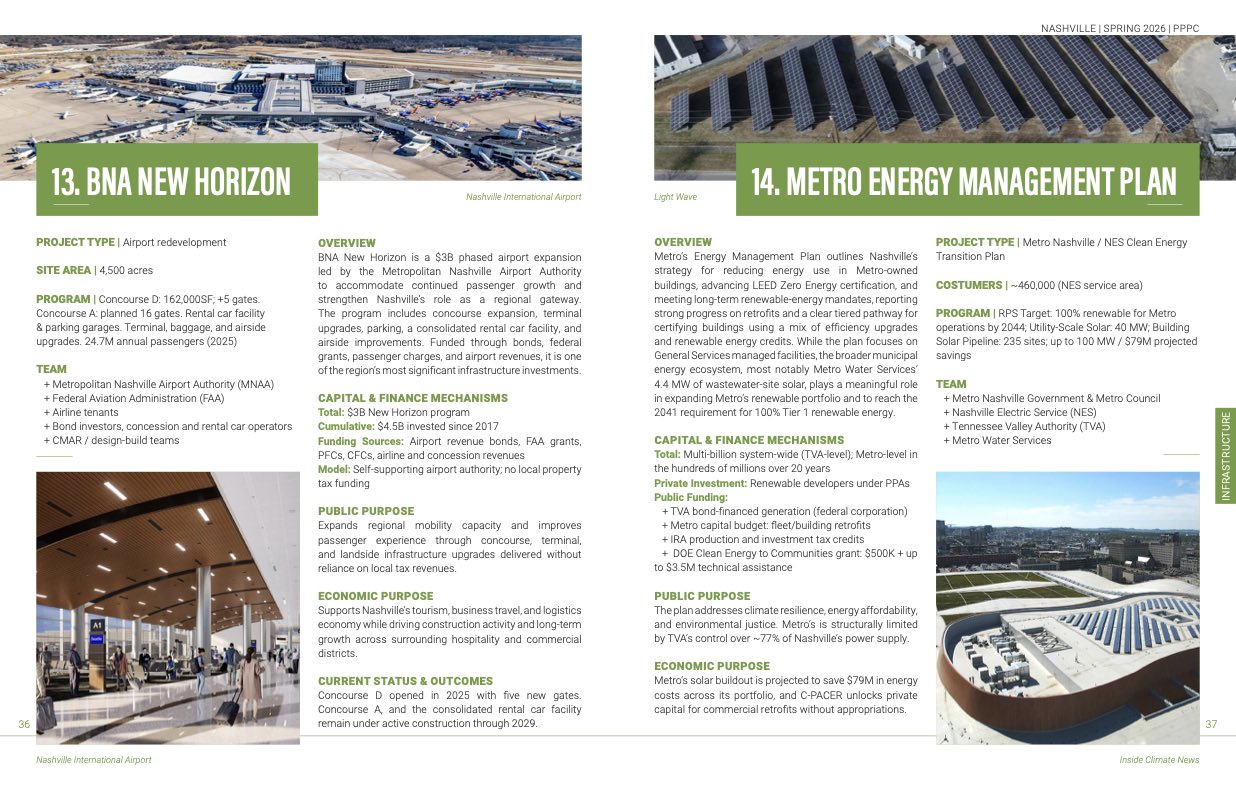 NASHVILLE | SPRING 2026 | PPPC
13. BNA NEW HORIZON
Nashville International Airport
PROJECT TYPE | Airport redevelopment
SITE AREA | 4,500 acres
PROGRAM | Concourse D: 162,000SF; +5 gates.
Concourse A: planned 16 gates. Rental car facility
& parking garages. Terminal, baggage, and airside
upgrades. 24.7M annual passengers (2025)
TEAM
+ Metropolitan Nashville Airport Authority (MNAA)
+ Federal Aviation Administration (FAA)
+ Airline tenants
+ Bond investors, concession and rental car operators
+ CMAR / design-build teams
A1
36
Nashville International Airport
OVERVIEW
BNA New Horizon is a $3B phased airport expansion
led by the Metropolitan Nashville Airport Authority
to accommodate continued passenger growth and
strengthen Nashville's role as a regional gateway.
The program includes concourse expansion, terminal
upgrades, parking, a consolidated rental car facility, and
airside improvements. Funded through bonds, federal
grants, passenger charges, and airport revenues, it is one
of the region's most significant infrastructure investments.
CAPITAL & FINANCE MECHANISMS
Total: $3B New Horizon program
Cumulative: $4.5B invested since 2017
Funding Sources: Airport revenue bonds, FAA grants,
PFCs, CFCs, airline and concession revenues
Model: Self-supporting airport authority; no local property
tax funding
PUBLIC PURPOSE
Expands regional mobility capacity and improves
passenger experience through concourse, terminal,
and landside infrastructure upgrades delivered without
reliance on local tax revenues.
ECONOMIC PURPOSE
Supports Nashville's tourism, business travel, and logistics
economy while driving construction activity and long-term
growth across surrounding hospitality and commercial
districts.
CURRENT STATUS & OUTCOMES
Concourse D opened in 2025 with five new gates.
Concourse A, and the consolidated rental car facility
remain under active construction through 2029.
14. METRO ENERGY MANAGEMENT PLAN
Light Wave
OVERVIEW
Metro's Energy Management Plan outlines Nashville's
strategy for reducing energy use in Metro-owned
buildings, advancing LEED Zero Energy certification, and
meeting long-term renewable-energy mandates, reporting
strong progress on retrofits and a clear tiered pathway for
certifying buildings using a mix of efficiency upgrades
and renewable energy credits. While the plan focuses on
General Services managed facilities, the broader municipal
energy ecosystem, most notably Metro Water Services'
4.4 MW of wastewater-site solar, plays a meaningful role
in expanding Metro's renewable portfolio and to reach the
2041 requirement for 100% Tier 1 renewable energy.
CAPITAL & FINANCE MECHANISMS
Total: Multi-billion system-wide (TVA-level); Metro-level in
the hundreds of millions over 20 years
Private Investment: Renewable developers under PPAs
Public Funding:
+ TVA bond-financed generation (federal corporation)
+ Metro capital budget: fleet/building retrofits
+ IRA production and investment tax credits
+ DOE Clean Energy to Communities grant: $500K + up
to $3.5M technical assistance
PUBLIC PURPOSE
The plan addresses climate resilience, energy affordability,
and environmental justice. Metro's is structurally limited
by TVA's control over ~77% of Nashville's power supply.
ECONOMIC PURPOSE
Metro's solar buildout is projected to save $79M in energy
costs across its portfolio, and C-PACER unlocks private
capital for commercial retrofits without appropriations.
PROJECT TYPE | Metro Nashville / NES Clean Energy
Transition Plan
COSTUMERS | ~460,000 (NES service area)
PROGRAM | RPS Target: 100% renewable for Metro
operations by 2044; Utility-Scale Solar: 40 MW; Building
Solar Pipeline: 235 sites; up to 100 MW / $79M projected
savings
TEAM
+ Metro Nashville Government & Metro Council
+ Nashville Electric Service (NES)
+ Tennessee Valley Authority (TVA)
+ Metro Water Services
INFRASTRUCTURE
37
Inside Climate News